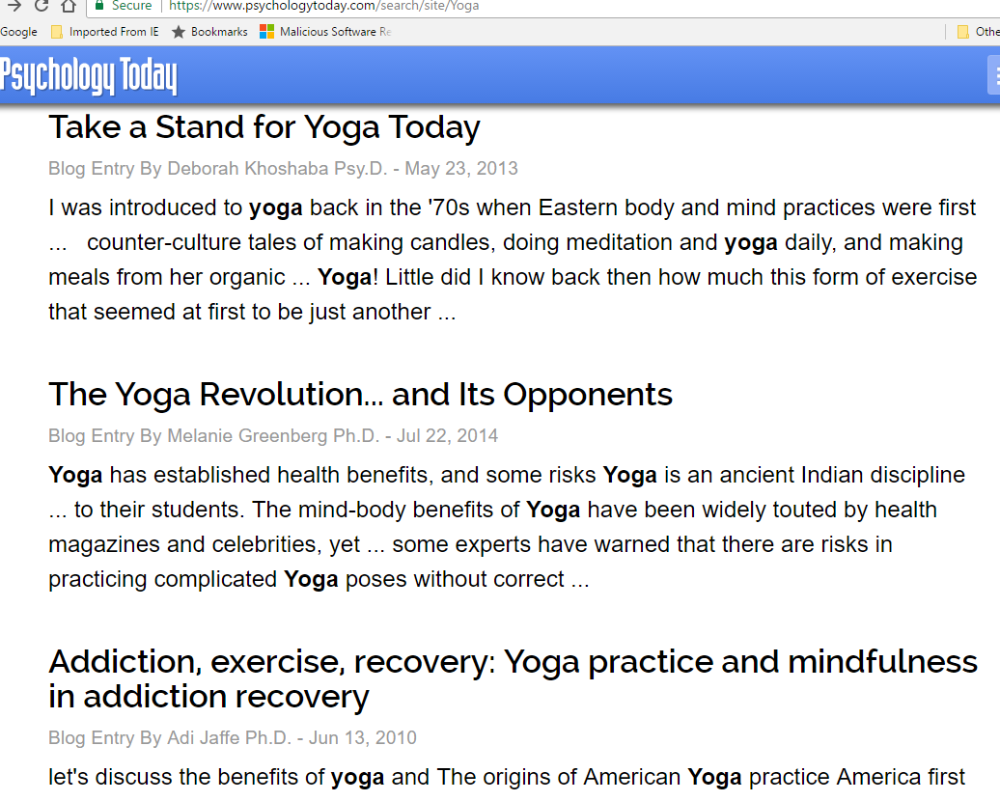 Secure https://www.psychologytoday.com/search/site/Yoga
Google Imported From IE Bookmarks Malicious Software Re Othe
Psychology Today
Take a Stand for Yoga Today
Blog Entry By Deborah Khoshaba Psy.D. - May 23, 2013
I was introduced to yoga back in the '70s when Eastern body and mind practices were first
... counter-culture tales of making candles, doing meditation and yoga daily, and making
meals from her organic ... Yoga! Little did I know back then how much this form of exercise
that seemed at first to be just another ...
The Yoga Revolution... and Its Opponents
Blog Entry By Melanie Greenberg Ph.D. - Jul 22, 2014
Yoga has established health benefits, and some risks Yoga is an ancient Indian discipline
... to their students. The mind-body benefits of Yoga have been widely touted by health
magazines and celebrities, yet ... some experts have warned that there are risks in
practicing complicated Yoga poses without correct ...
Addiction, exercise, recovery: Yoga practice and mindfulness
in addiction recovery
Blog Entry By Adi Jaffe Ph.D. - Jun 13, 2010
let's discuss the benefits of yoga and The origins of American Yoga practice America first